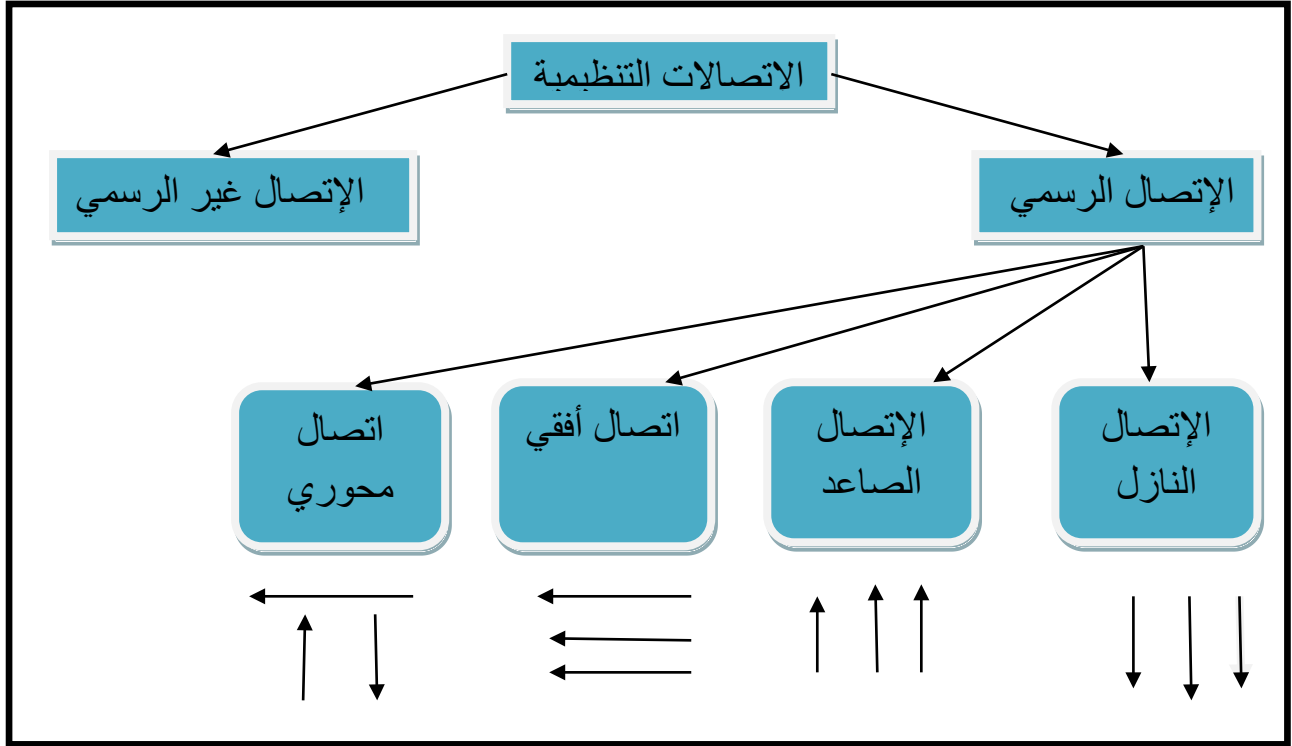 الاتصالات التنظيمية
الإتصال الرسمي
الإتصال غير الرسمي
الإتصال
النازل
الإتصال
الصاعد
اتصال أفقي
اتصال
محوري